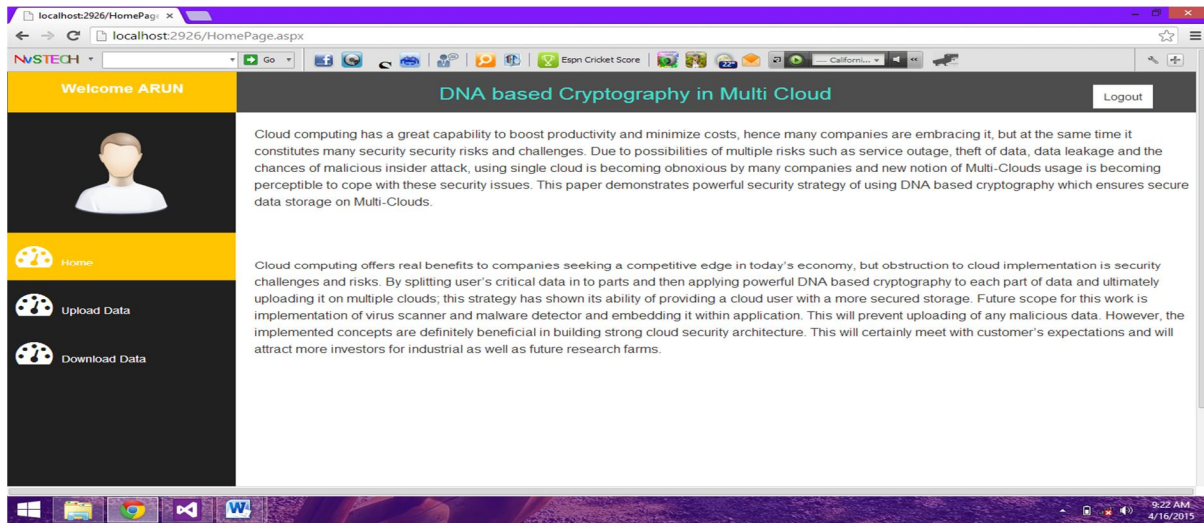 localhost:2926/HomePag
localhost:2926/HomePage.aspx
NVSTECH
Go
Espn Cricket Score
22°
Californi...
Welcome ARUN
DNA based Cryptography in Multi Cloud
Logout
Cloud computing has a great capability to boost productivity and minimize costs, hence many companies are embracing it, but at the same time it
constitutes many security security risks and challenges. Due to possibilities of multiple risks such as service outage, theft of data, data leakage and the
chances of malicious insider attack, using single cloud is becoming obnoxious by many companies and new notion of Multi-Clouds usage is becoming
perceptible to cope with these security issues. This paper demonstrates powerful security strategy of using DNA based cryptography which ensures secure
data storage on Multi-Clouds.
Home
Upload Data
Download Data
Cloud computing offers real benefits to companies seeking a competitive edge in today's economy, but obstruction to cloud implementation is security
challenges and risks. By splitting user's critical data in to parts and then applying powerful DNA based cryptography to each part of data and ultimately
uploading it on multiple clouds; this strategy has shown its ability of providing a cloud user with a more secured storage. Future scope for this work is
implementation of virus scanner and malware detector and embedding it within application. This will prevent uploading of any malicious data. However, the
implemented concepts are definitely beneficial in building strong cloud security architecture. This will certainly meet with customer's expectations and will
attract more investors for industrial as well as future research farms.
9:22 AM
4/16/2015